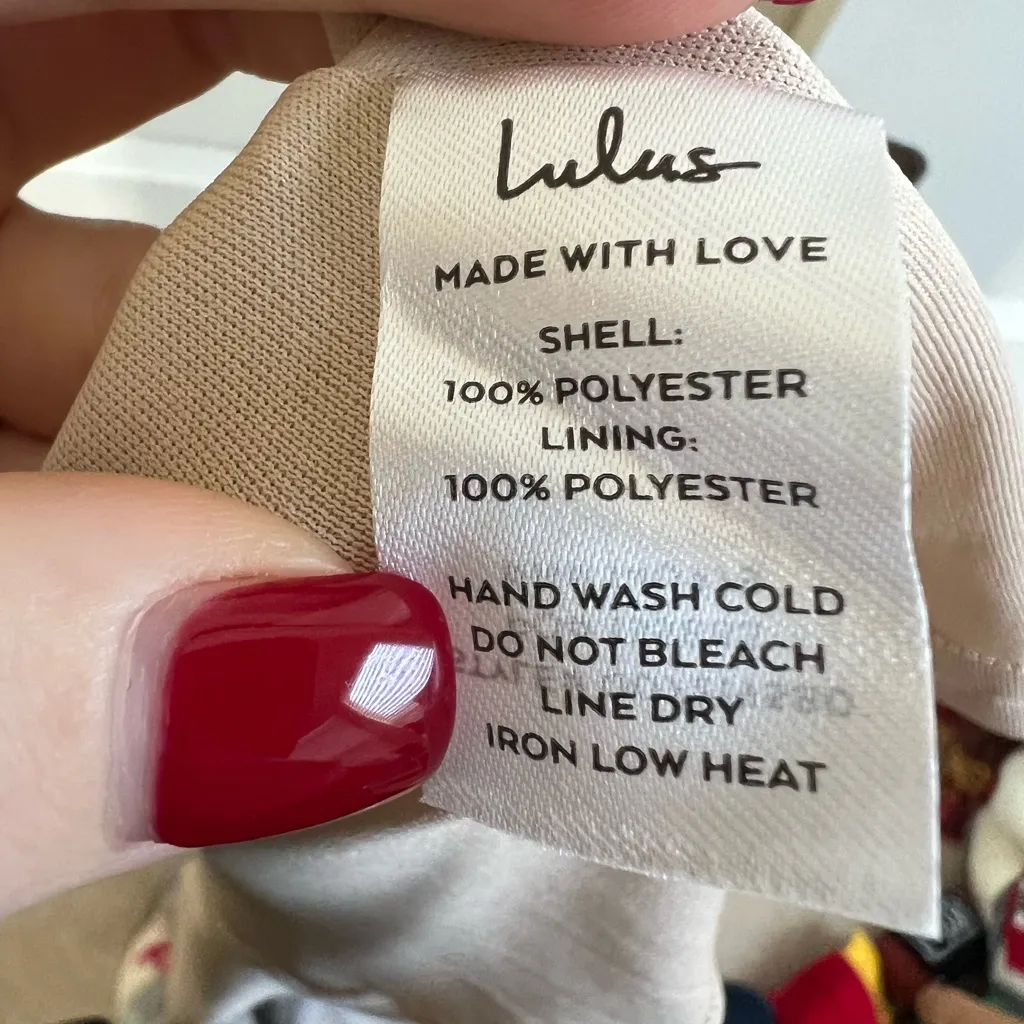 Lulus
MADE WITH LOVE
SHELL:
100% POLYESTER
LINING:
100% POLYESTER
HAND WASH COLD
DO NOT BLEACH
LINE DRY
IRON LOW HEAT